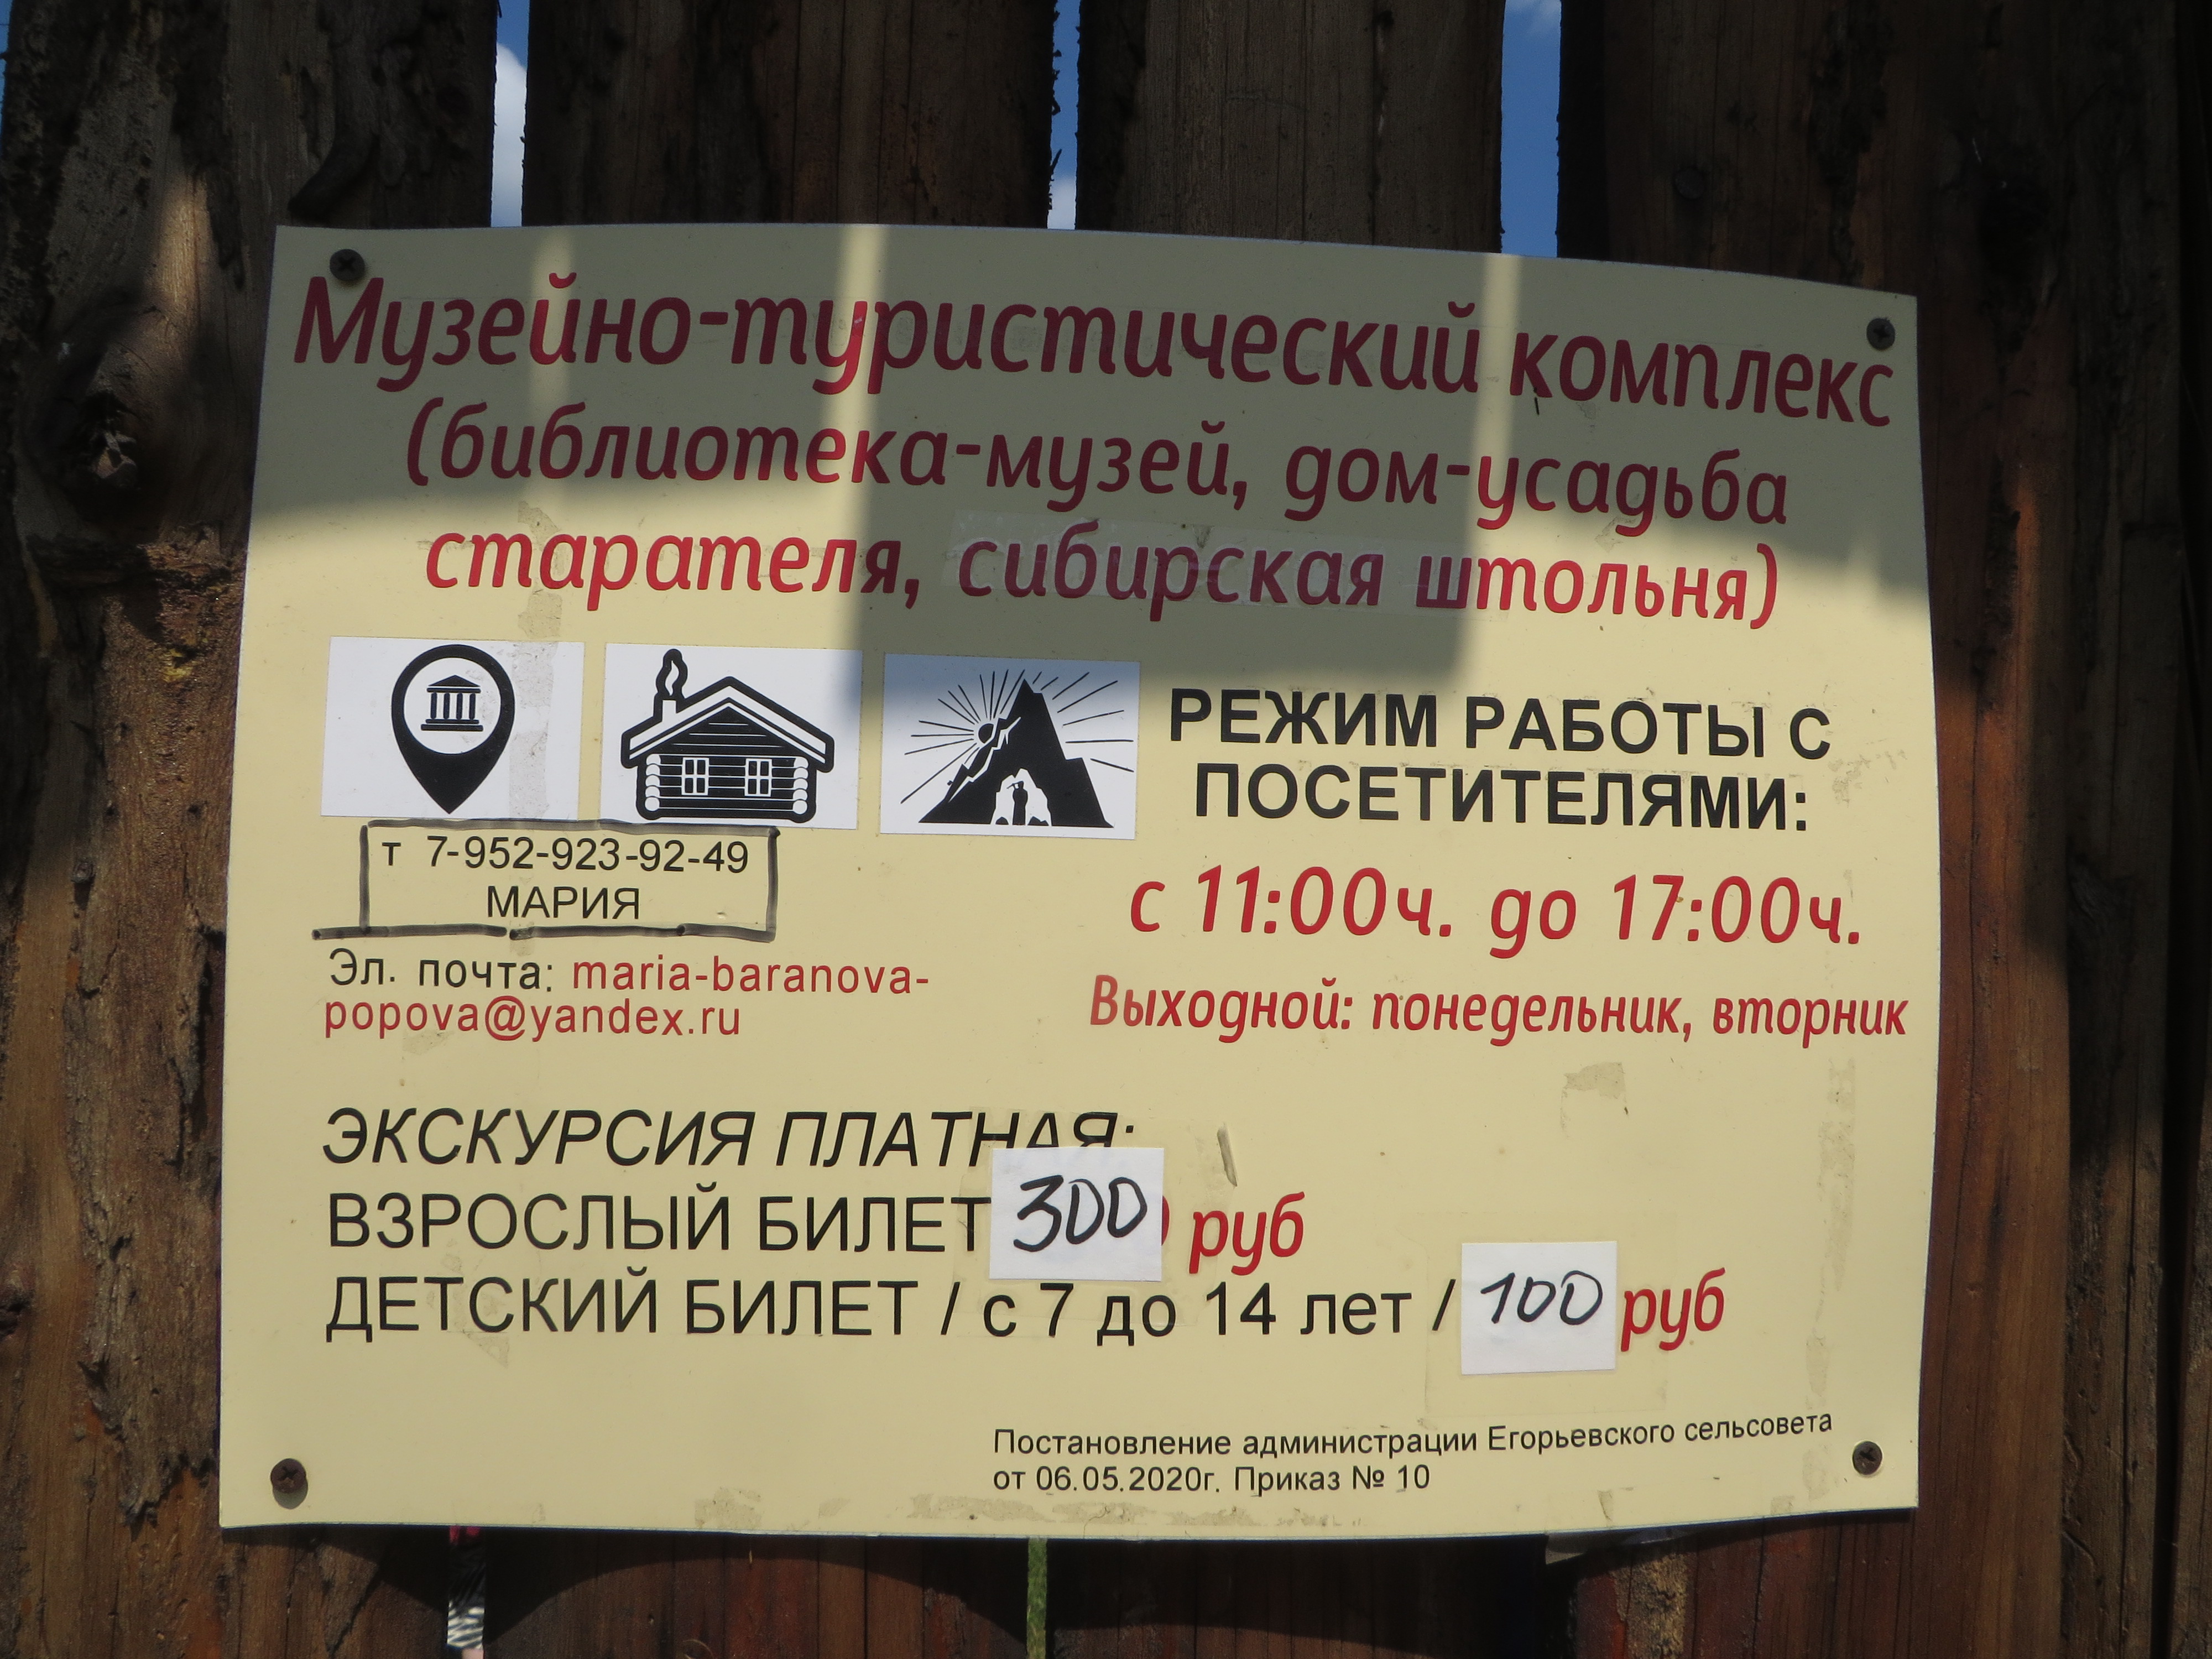 Музейно-туристический комплекс
(библиотека-музей, дом-усадьба
старателя, сибирская штольня)
РЕЖИМ РАБОТЫ С
ПОСЕТИТЕЛЯМИ:
с 11:00ч. до 17:00ч.
Выходной: понедельник, вторник
т 7-952-923-92-49
МАРИЯ
Эл. почта: maria-baranova-
popova@yandex.ru
ЭКСКУРСИЯ ПЛАТНАЯ:
ВЗРОСЛЫЙ БИЛЕТ 300 руб
ДЕТСКИЙ БИЛЕТ / с 7 до 14 лет / 100 руб
Постановление администрации Егорьевского сельсовета
от 06.05.2020г. Приказ № 10